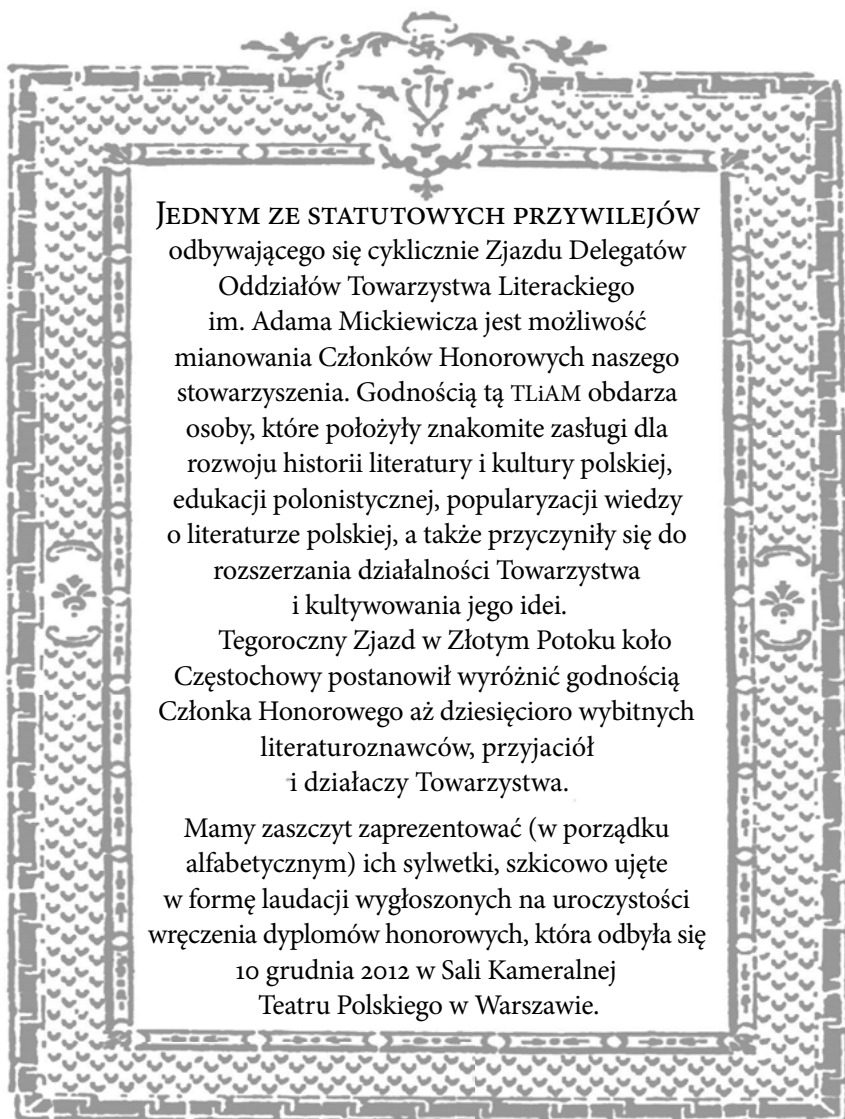 JEDNYM ZE STATUTOWYCH PRZYWILEJÓW
odbywającego się cyklicznie Zjazdu Delegatów
Oddziałów Towarzystwa Literackiego
im. Adama Mickiewicza jest możliwość
mianowania Członków Honorowych naszego
stowarzyszenia. Godnością tą TLiAM obdarza
osoby, które położyły znakomite zasługi dla
rozwoju historii literatury i kultury polskiej,
edukacji polonistycznej, popularyzacji wiedzy
o literaturze polskiej, a także przyczyniły się do
rozszerzania działalności Towarzystwa
i kultywowania jego idei.
Tegoroczny Zjazd w Złotym Potoku koło
Częstochowy postanowił wyróżnić godnością
Członka Honorowego aż dziesięcioro wybitnych
literaturoznawców, przyjaciół
i działaczy Towarzystwa.
Mamy zaszczyt zaprezentować (w porządku
alfabetycznym) ich sylwetki, szkicowo ujęte
w formę laudacji wygłoszonych na uroczystości
wręczenia dyplomów honorowych, która odbyła się
10 grudnia 2012 w Sali Kameralnej
Teatru Polskiego w Warszawie.